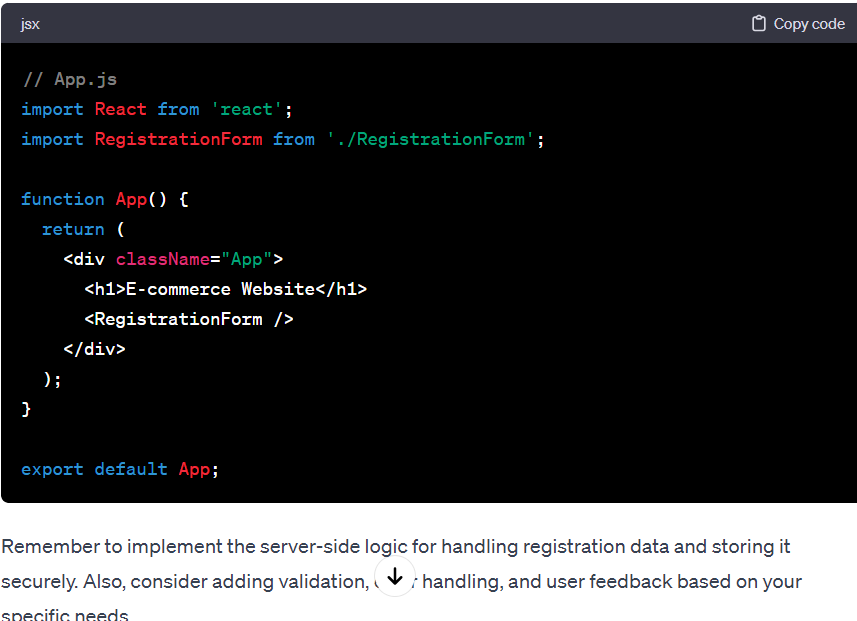 jsx
Copy code
// App.js
import React from 'react';
import RegistrationForm from './RegistrationForm';
function App() {
return (
<div className="App">
<h1>E-commerce Website</h1>
<RegistrationForm />
</div>
);
}
export default App;
Remember to implement the server-side logic for handling registration data and storing it
securely. Also, consider adding validation, handling, and user feedback based on your
specific needs